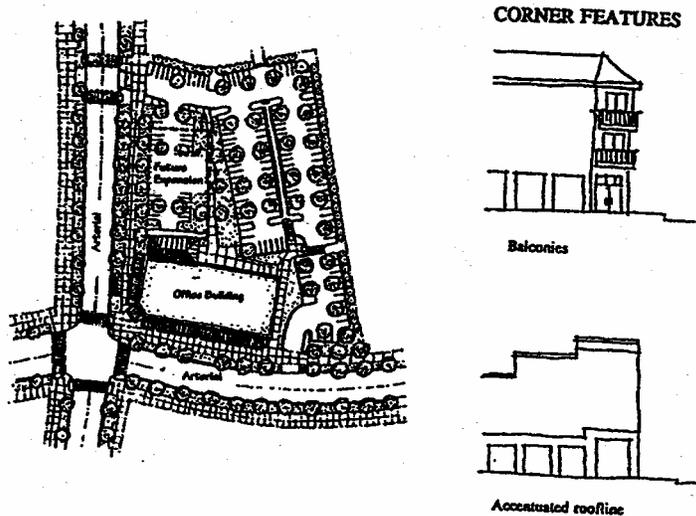 CORNER FEATURES
Future
Expansion
Arterial
Office Building
Arterial
Balconies
Accentuated roofline